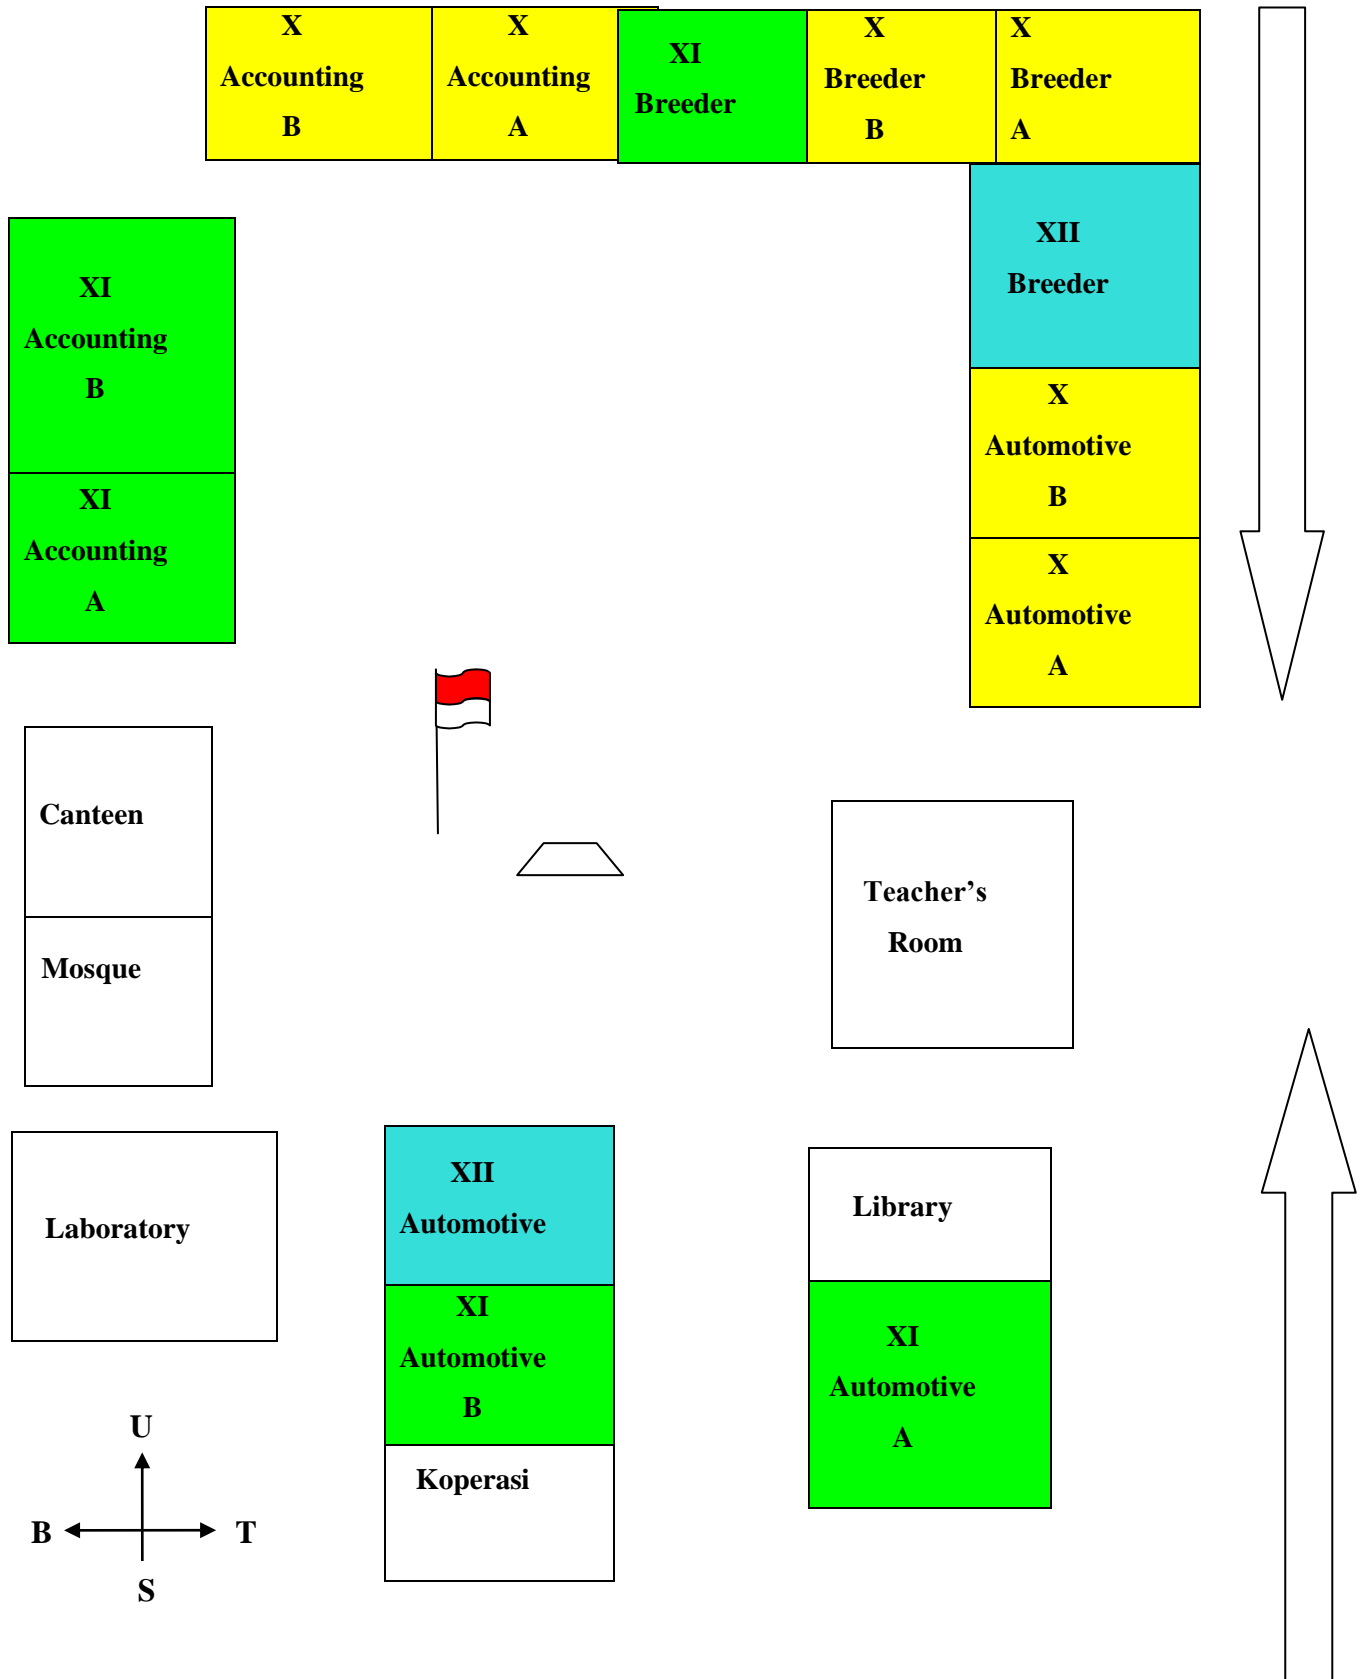 X
Accounting
B
X
Accounting
A
XI
Breeder
X
Breeder
B
X
Breeder
A
XII
Breeder
XI
Accounting
B
X
Automotive
B
XI
Accounting
A
X
Automotive
A
Canteen
Mosque
Teacher’s
Room
Laboratory
XII
Automotive
Library
XI
Automotive
B
XI
Automotive
A
Koperasi
U
B
T
S